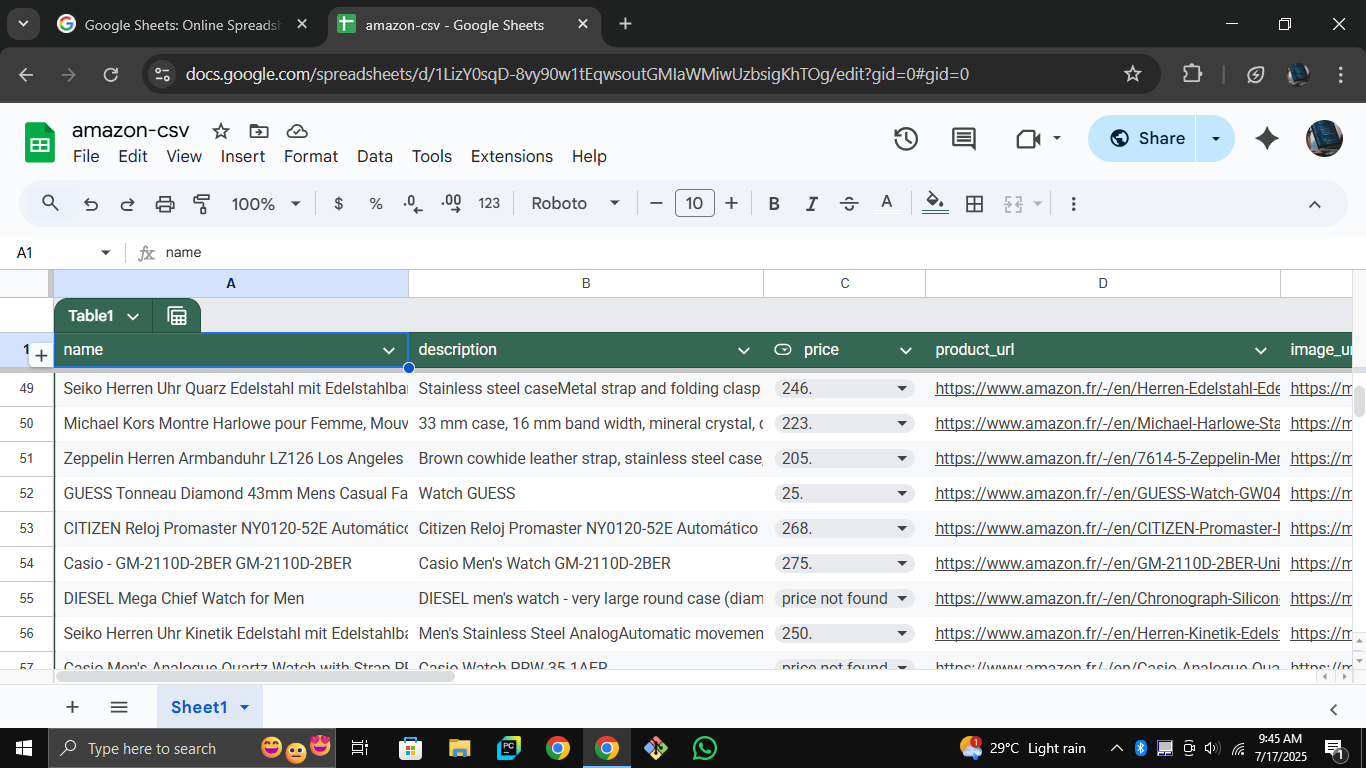 Google Sheets: Online Spreadsh
amazon-csv - Google Sheets
docs.google.com/spreadsheets/d/1LizY0sqD-8vy90w1tEqwsoutGMIaWMiwUzbsigKhTOg/edit?gid=0#gid=0
amazon-csv
File Edit View Insert Format Data Tools Extensions Help
Share
100% $ % .0 .00 123 Roboto 10 B I S A
A1 fx name
A B C D
Table1
1 name description price product_url image_ur
49 Seiko Herren Uhr Quarz Edelstahl mit Edelstahlbar Stainless steel caseMetal strap and folding clasp 246. https://www.amazon.fr/-/en/Herren-Edelstahl-Ede https://m
50 Michael Kors Montre Harlowe pour Femme, Mouv 33 mm case, 16 mm band width, mineral crystal, c 223. https://www.amazon.fr/-/en/Michael-Harlowe-Sta https://m
51 Zeppelin Herren Armbanduhr LZ126 Los Angeles Brown cowhide leather strap, stainless steel case, 205. https://www.amazon.fr/-/en/7614-5-Zeppelin-Mer https://m
52 GUESS Tonneau Diamond 43mm Mens Casual Fa Watch GUESS 25. https://www.amazon.fr/-/en/GUESS-Watch-GW04 https://m
53 CITIZEN Reloj Promaster NY0120-52E Automático Citizen Reloj Promaster NY0120-52E Automático 268. https://www.amazon.fr/-/en/CITIZEN-Promaster-I https://m
54 Casio - GM-2110D-2BER GM-2110D-2BER Casio Men's Watch GM-2110D-2BER 275. https://www.amazon.fr/-/en/GM-2110D-2BER-Uni https://m
55 DIESEL Mega Chief Watch for Men DIESEL men's watch - very large round case (diam price not found https://www.amazon.fr/-/en/Chronograph-Silicon https://m
56 Seiko Herren Uhr Kinetik Edelstahl mit Edelstahlba Men's Stainless Steel AnalogAutomatic movemen 250. https://www.amazon.fr/-/en/Herren-Kinetik-Edels https://m
57 Casio Men's Analogue Quartz Watch with Strap PR Casio Watch PRW-35-1AER price not found https://www.amazon.fr/-/en/Casio-Analogue-Qua https://m
Sheet1
Type here to search
PC
1
29°C Light rain
9:45 AM
7/17/2025
1